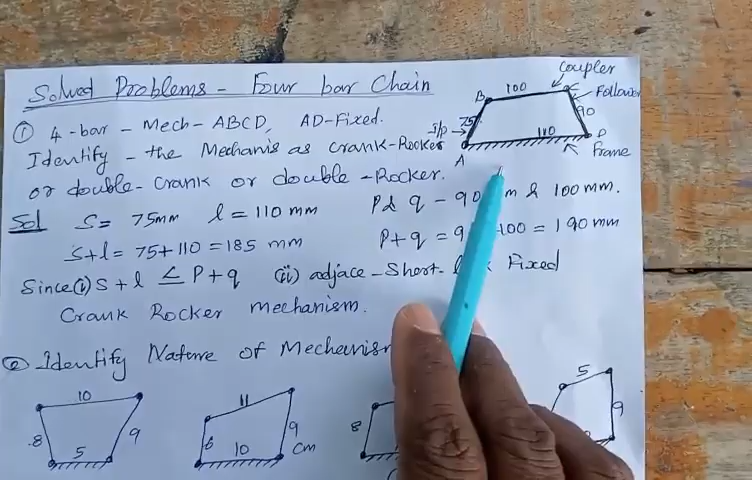 Solved Problems - Four bar Chain
① 4-bar-Mech-ABCD, AD-Fixed.
Identify - the Mechanis as Crank-Rocker
or double-Crank or double-Rocker.
B 100 C Coupler
Follower
75 90
i/p
A 110 D
Frame
Sol S = 75mm l = 110 mm
S+l = 75+110 = 185 mm
P & q - 90 & 100 mm.
P+q = 100 = 190 mm
Since (i) S+l ≤ P+q (ii) adjace-Short- Fixed
Crank Rocker mechanism.
② Identify Nature of Mechanism
10
8 9
5
11
6 9
10 Cm
8
5
9